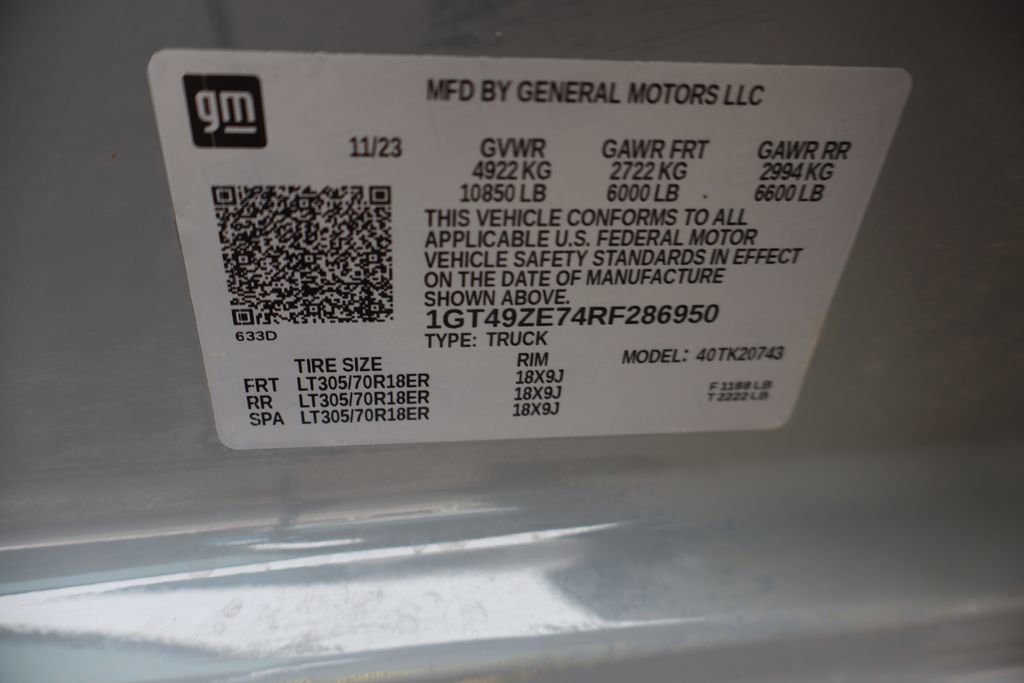 gm
MFD BY GENERAL MOTORS LLC
11/23 GVWR GAWR FRT GAWR RR
4922 KG 2722 KG 2994 KG
10850 LB 6000 LB 6600 LB
THIS VEHICLE CONFORMS TO ALL
APPLICABLE U.S. FEDERAL MOTOR
VEHICLE SAFETY STANDARDS IN EFFECT
ON THE DATE OF MANUFACTURE
SHOWN ABOVE.
1GT49ZE74RF286950
633D
TYPE: TRUCK
TIRE SIZE RIM MODEL: 40TK20743
FRT LT305/70R18ER 18X9J
RR LT305/70R18ER 18X9J
SPA LT305/70R18ER 18X9J
F 1188 LB
T 2222 LB